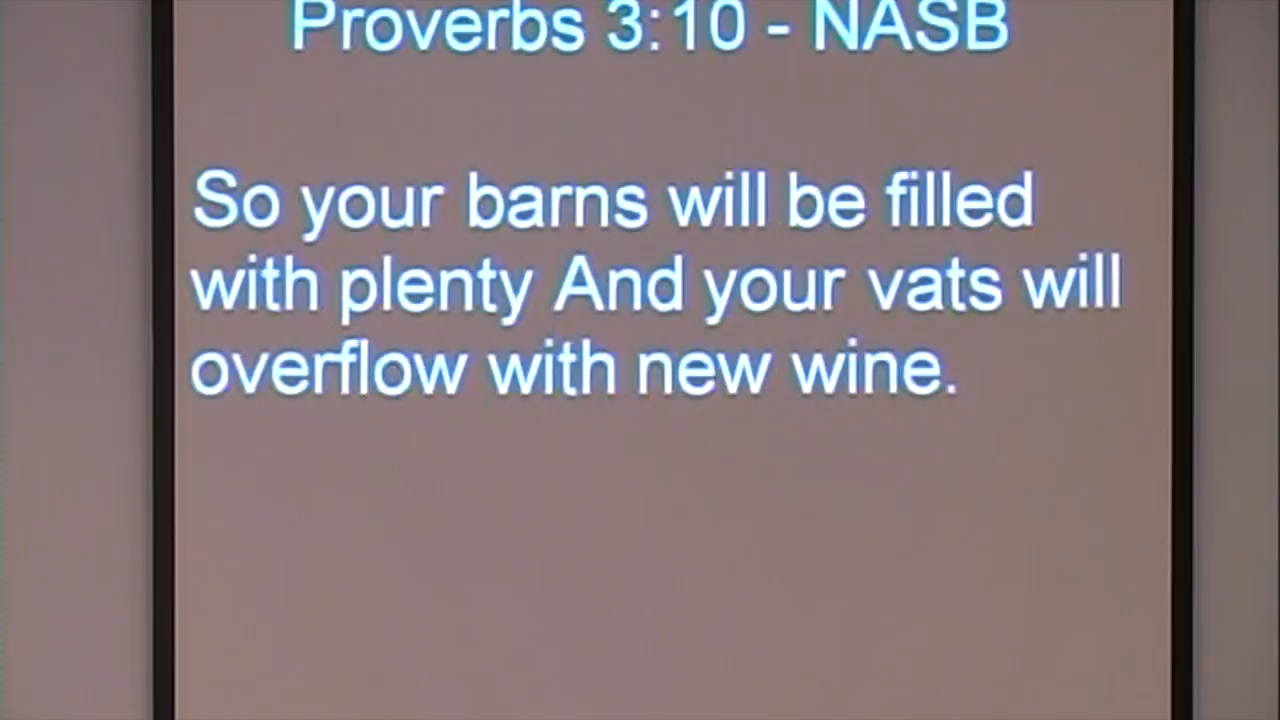 Proverbs 3:10 - NASB
So your barns will be filled
with plenty And your vats will
overflow with new wine.